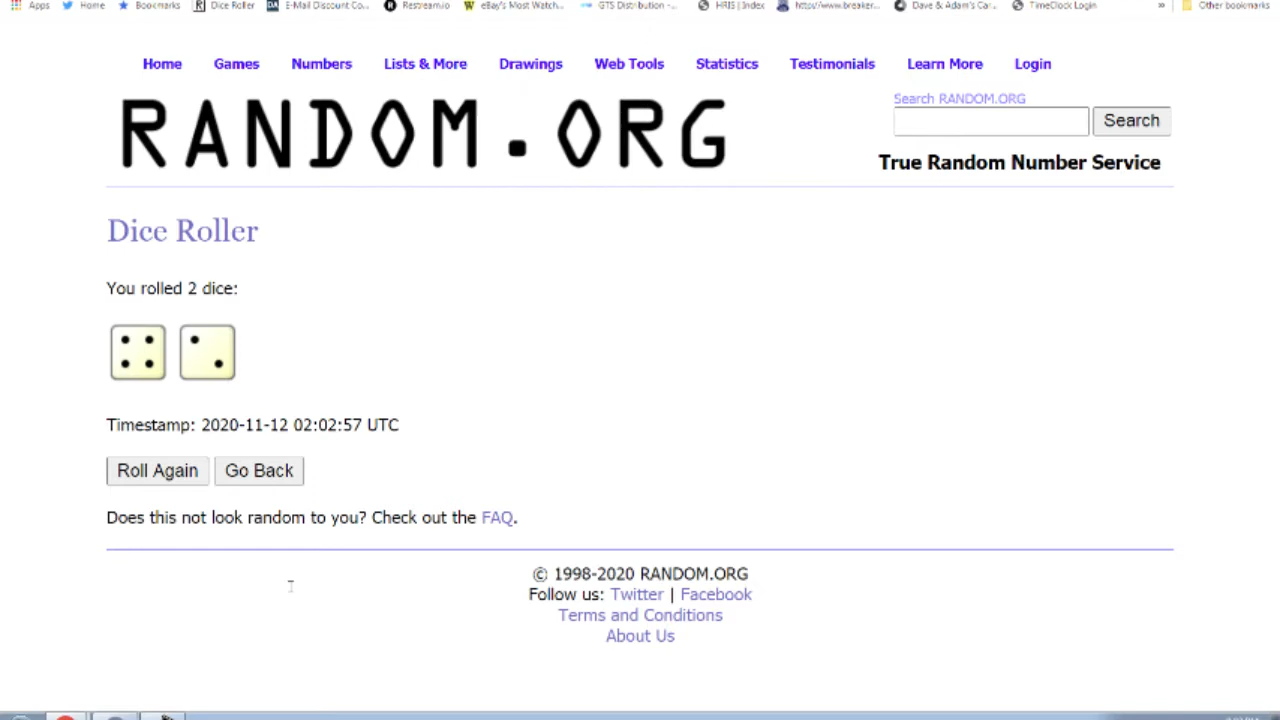 Apps Home Bookmarks Dice Roller E-Mail Discount Co... Restream.io eBay's Most Watch... GTS Distribution -... HRIS | Index http://www.breaker... Dave & Adam's Car... TimeClock Login » Other bookmarks
Home Games Numbers Lists & More Drawings Web Tools Statistics Testimonials Learn More Login
RANDOM.ORG
Search RANDOM.ORG
Search
True Random Number Service
Dice Roller
You rolled 2 dice:
Timestamp: 2020-11-12 02:02:57 UTC
Roll Again Go Back
Does this not look random to you? Check out the FAQ.
© 1998-2020 RANDOM.ORG
Follow us: Twitter | Facebook
Terms and Conditions
About Us